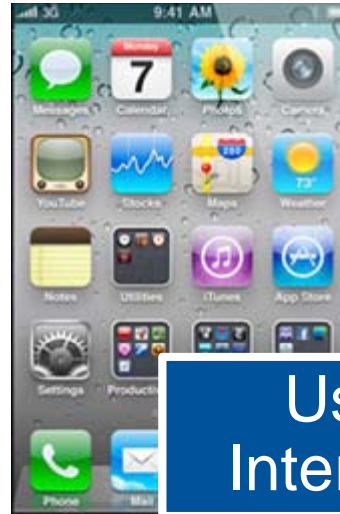 3G 9:41 AM
Monday
7
Messages Calendar Photos Camera
280
73°
YouTube Stocks Maps Weather
Notes Utilities iTunes App Store
Settings
Us
Phone Mail Inter